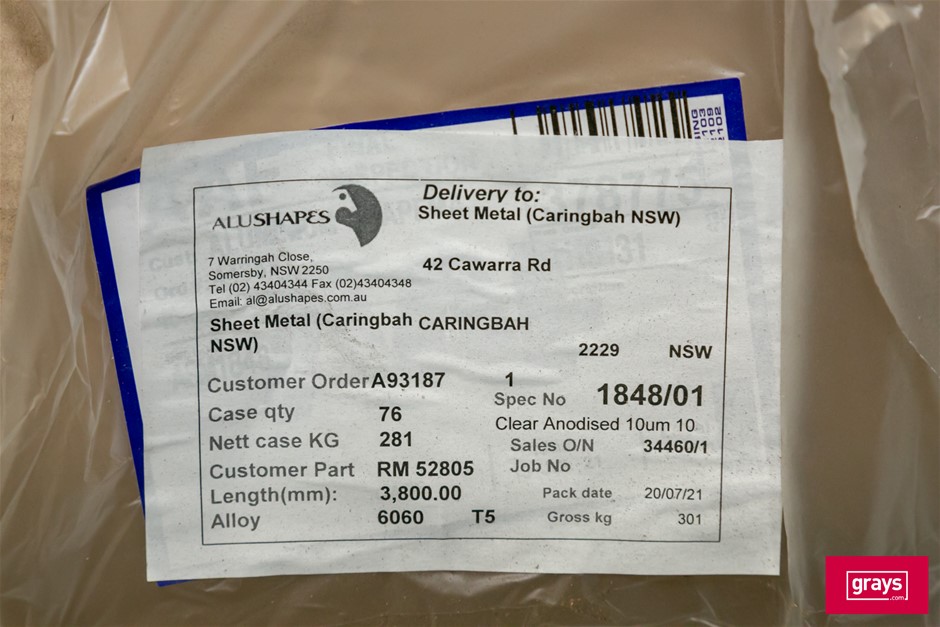 ALUSHAPES
Delivery to:
Sheet Metal (Caringbah NSW)
7 Warringah Close,
Somersby, NSW 2250
Tel (02) 43404344 Fax (02)43404348
Email: al@alushapes.com.au
42 Cawarra Rd
Sheet Metal (Caringbah NSW)
CARINGBAH
2229 NSW
Customer Order A93187 1
Spec No 1848/01
Case qty 76
Clear Anodised 10um 10
Nett case KG 281
Sales O/N 34460/1
Customer Part RM 52805
Job No
Length(mm): 3,800.00
Pack date 20/07/21
Alloy 6060 T5
Gross kg 301
grays
.com